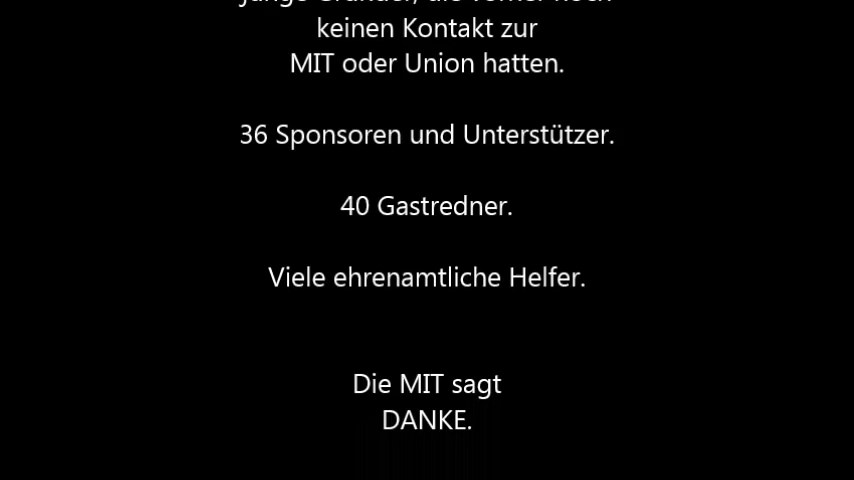 keinen Kontakt zur
MIT oder Union hatten.
36 Sponsoren und Unterstützer.
40 Gastredner.
Viele ehrenamtliche Helfer.
Die MIT sagt
DANKE.